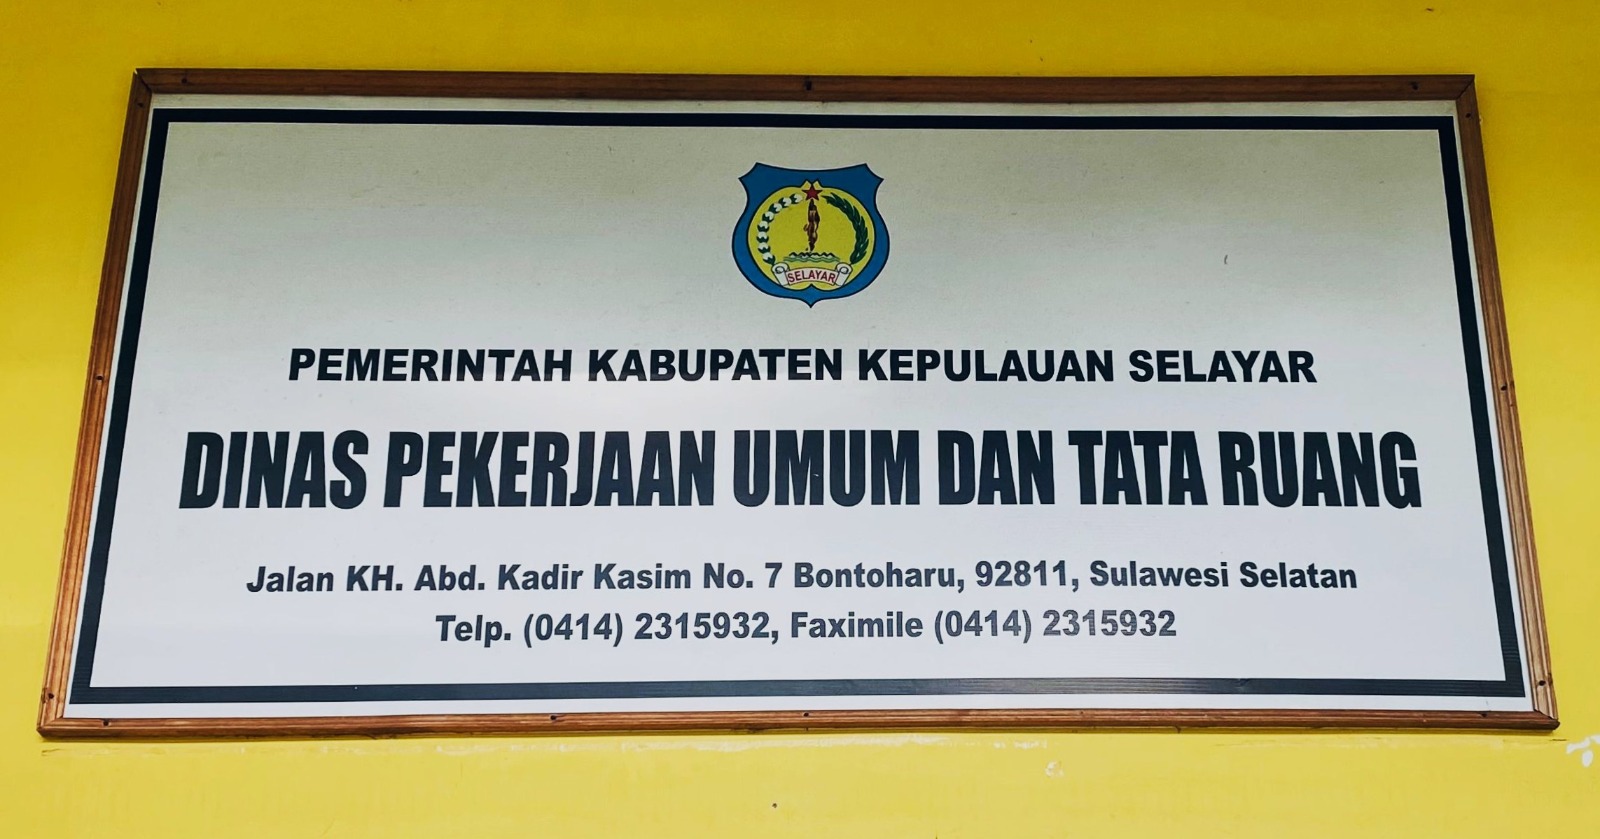 SELAYAR
PEMERINTAH KABUPATEN KEPULAUAN SELAYAR
DINAS PEKERJAAN UMUM DAN TATA RUANG
Jalan KH. Abd. Kadir Kasim No. 7 Bontoharu, 92811, Sulawesi Selatan
Telp. (0414) 2315932, Faximile (0414) 2315932